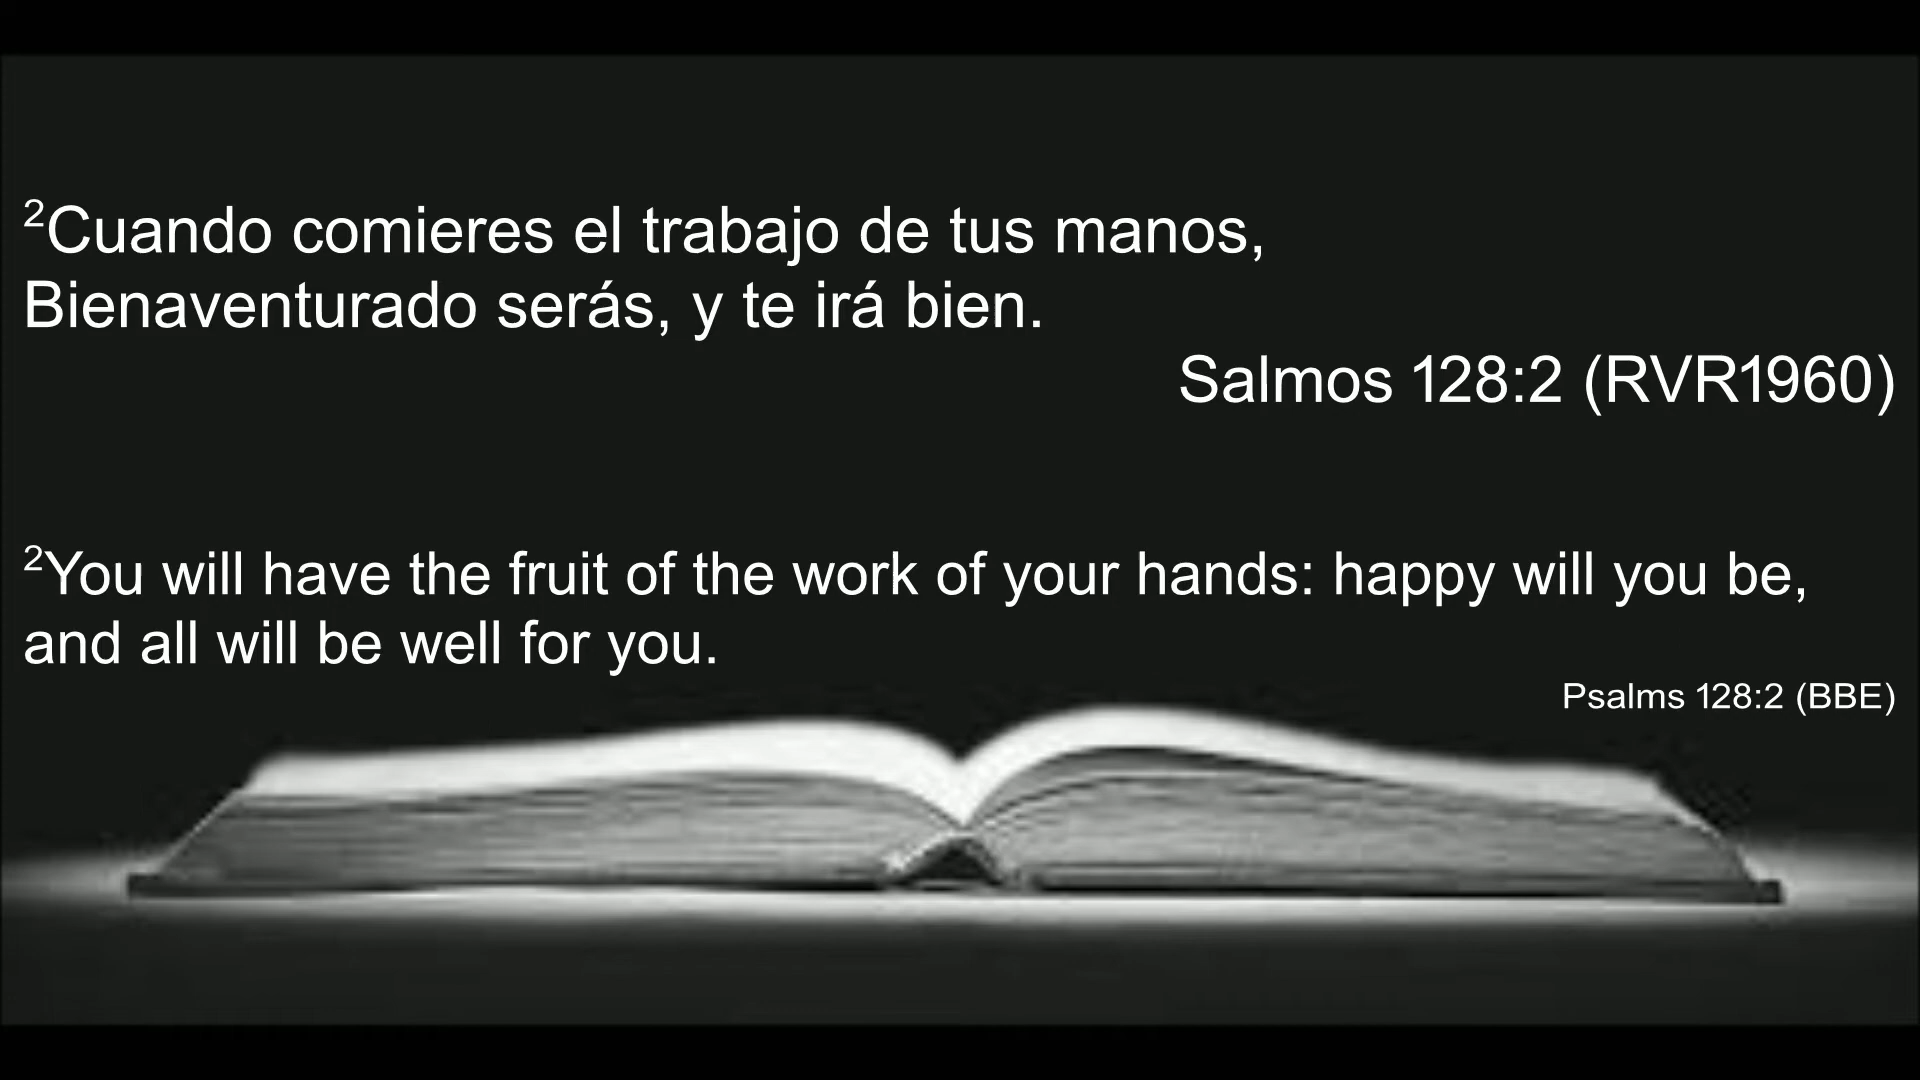 ²Cuando comieres el trabajo de tus manos,
Bienaventurado serás, y te irá bien.
Salmos 128:2 (RVR1960)
²You will have the fruit of the work of your hands: happy will you be,
and all will be well for you.
Psalms 128:2 (BBE)